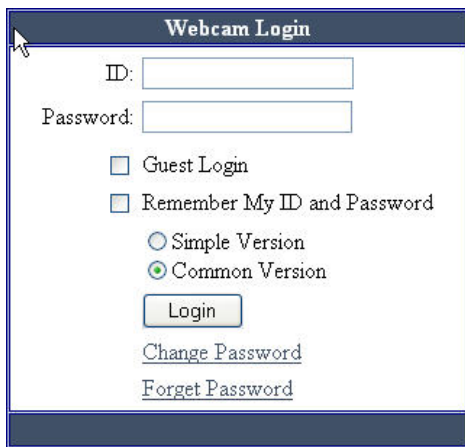 Webcam Login
ID:
Password:
Guest Login
Remember My ID and Password
Simple Version
Common Version
Login
Change Password
Forget Password